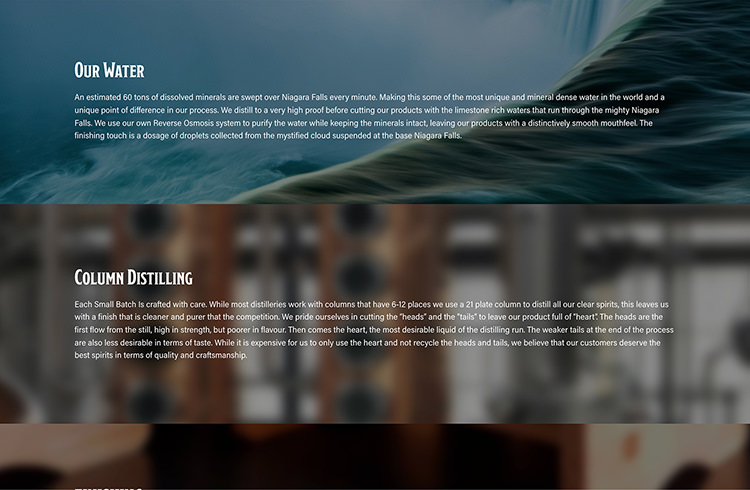 Our Water
An estimated 60 tons of dissolved minerals are swept over Niagara Falls every minute. Making this some of the most unique and mineral dense water in the world and a
unique point of difference in our process. We distill to a very high proof before cutting our products with the limestone rich waters that run through the mighty Niagara
Falls. We use our own Reverse Osmosis system to purify the water while keeping the minerals intact, leaving our products with a distinctively smooth mouthfeel. The
finishing touch is a dosage of droplets collected from the mystified cloud suspended at the base Niagara Falls.
Column Distilling
Each Small Batch Is crafted with care. While most distilleries work with columns that have 6-12 places we use a 21 plate column to distill all our clear spirits, this leaves us
with a finish that is cleaner and purer that the competition. We pride ourselves in cutting the "heads" and the "tails" to leave our product full of "heart". The heads are the
first flow from the still, high in strength, but poorer in flavour. Then comes the heart, the most desirable liquid of the distilling run. The weaker tails at the end of the process
are also less desirable in terms of taste. While it is expensive for us to only use the heart and not recycle the heads and tails, we believe that our customers deserve the
best spirits in terms of quality and craftsmanship.